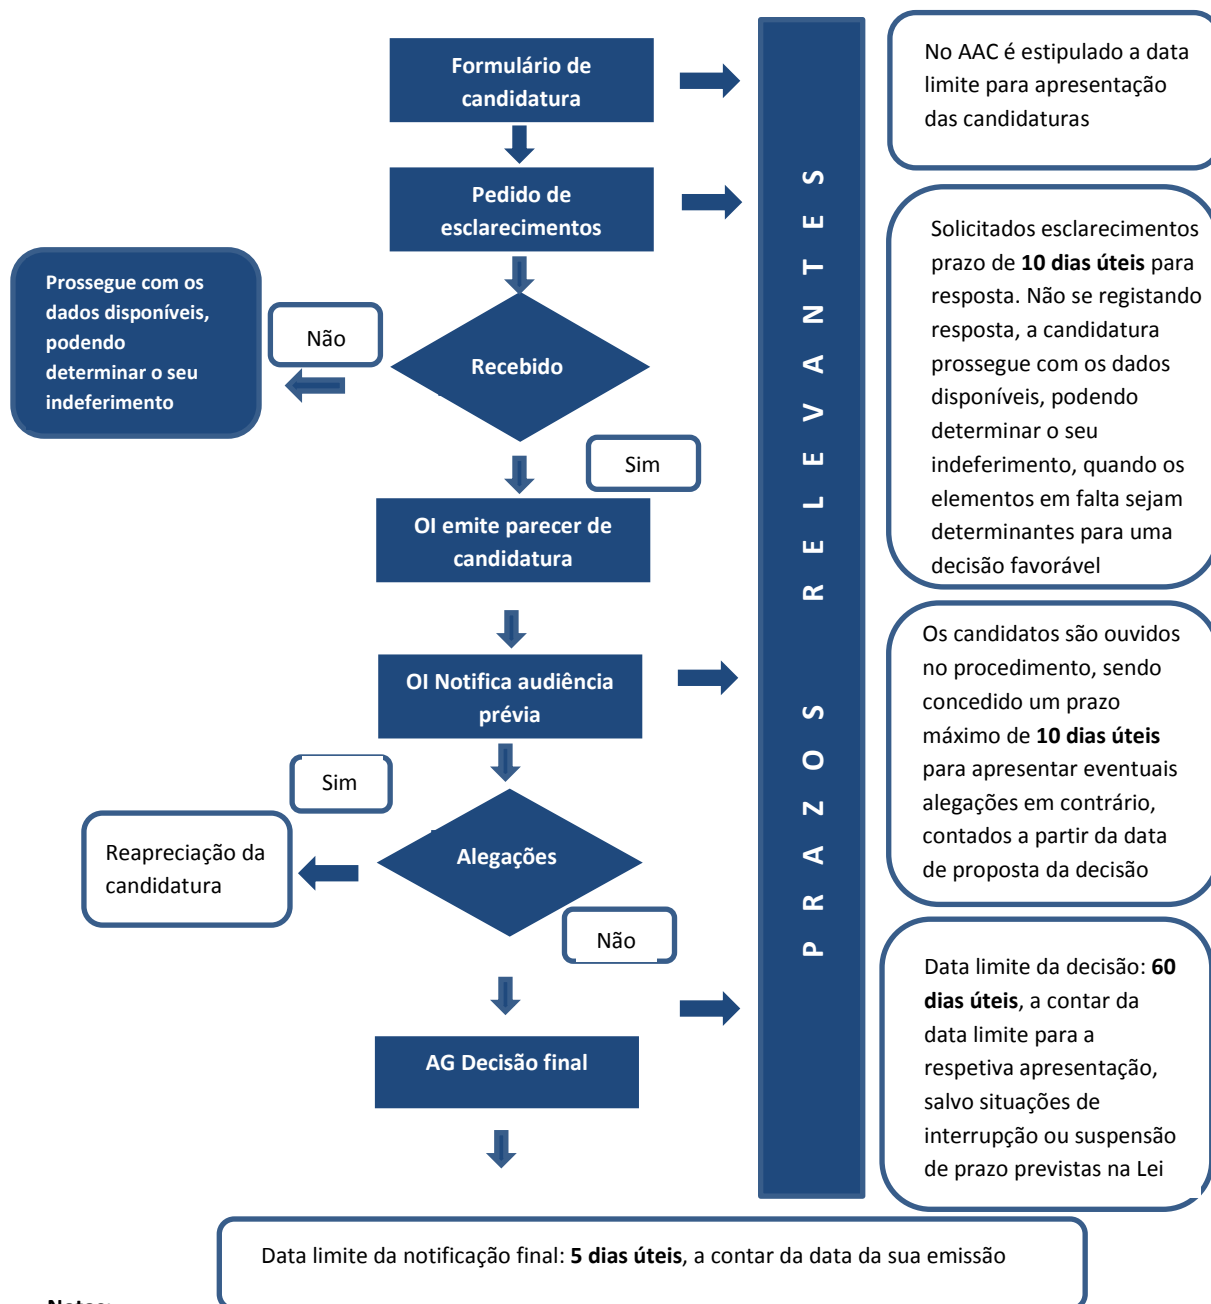 Formulário de
candidatura
No AAC é estipulado a data
limite para apresentação
das candidaturas
Pedido de
esclarecimentos
Solicitados esclarecimentos
prazo de 10 dias úteis para
resposta. Não se registando
resposta, a candidatura
prossegue com os dados
disponíveis, podendo
determinar o seu
indeferimento, quando os
elementos em falta sejam
determinantes para uma
decisão favorável
Prossegue com os
dados disponíveis,
podendo
determinar o seu
indeferimento
Não
Recebido
Sim
OI emite parecer de
candidatura
OI Notifica audiência
prévia
Os candidatos são ouvidos
no procedimento, sendo
concedido um prazo
máximo de 10 dias úteis
para apresentar eventuais
alegações em contrário,
contados a partir da data
de proposta da decisão
Sim
Reapreciação da
candidatura
Alegações
Não
AG Decisão final
Data limite da decisão: 60
dias úteis, a contar da
data limite para a
respetiva apresentação,
salvo situações de
interrupção ou suspensão
de prazo previstas na Lei
PRAZOS RELEVANTES
Data limite da notificação final: 5 dias úteis, a contar da data da sua emissão
Notas: